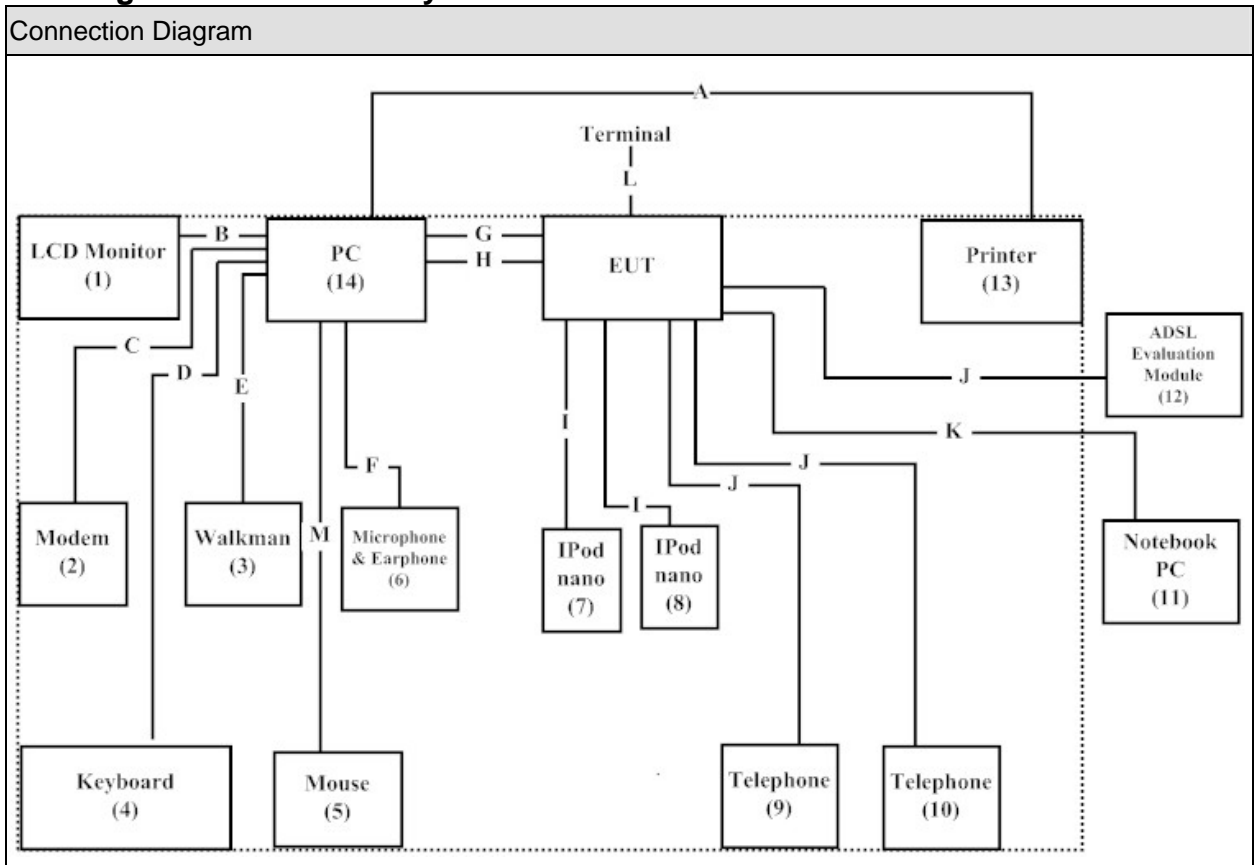 Connection Diagram
A
Terminal
L
LCD Monitor
(1)
B
PC
(14)
G
H
EUT
Printer
(13)
C
D
E
F
I
I
J
J
J
K
M
ADSL
Evaluation
Module
(12)
Modem
(2)
Walkman
(3)
Microphone
& Earphone
(6)
IPod
nano
(7)
IPod
nano
(8)
Notebook
PC
(11)
Keyboard
(4)
Mouse
(5)
Telephone
(9)
Telephone
(10)